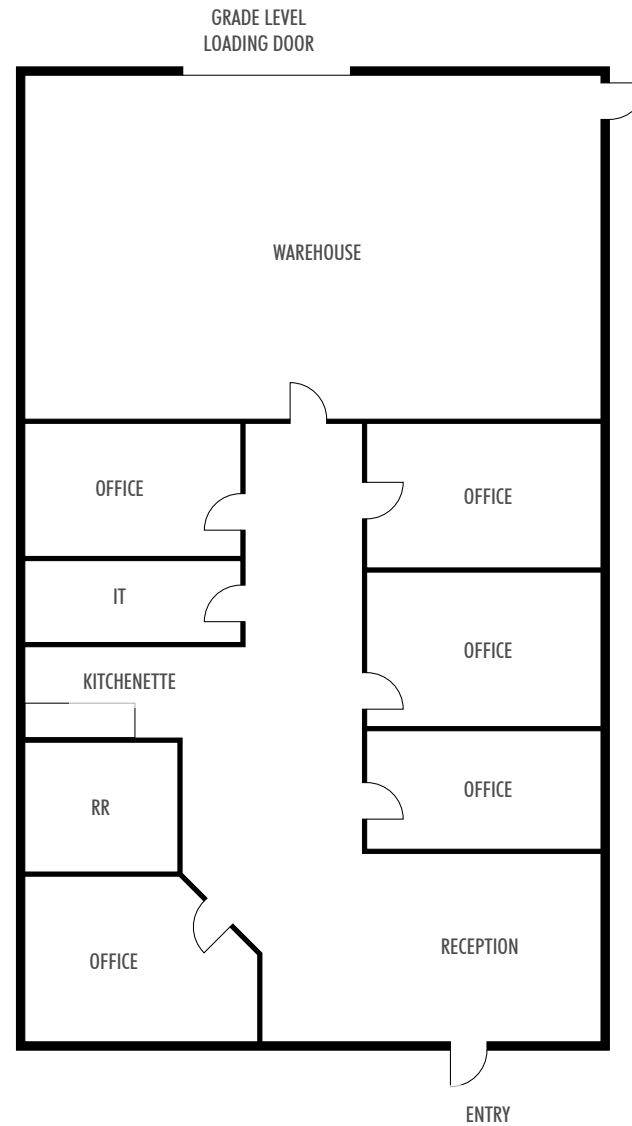 GRADE LEVEL
LOADING DOOR
WAREHOUSE
OFFICE
OFFICE
IT
OFFICE
KITCHENETTE
OFFICE
RR
OFFICE
RECEPTION
ENTRY